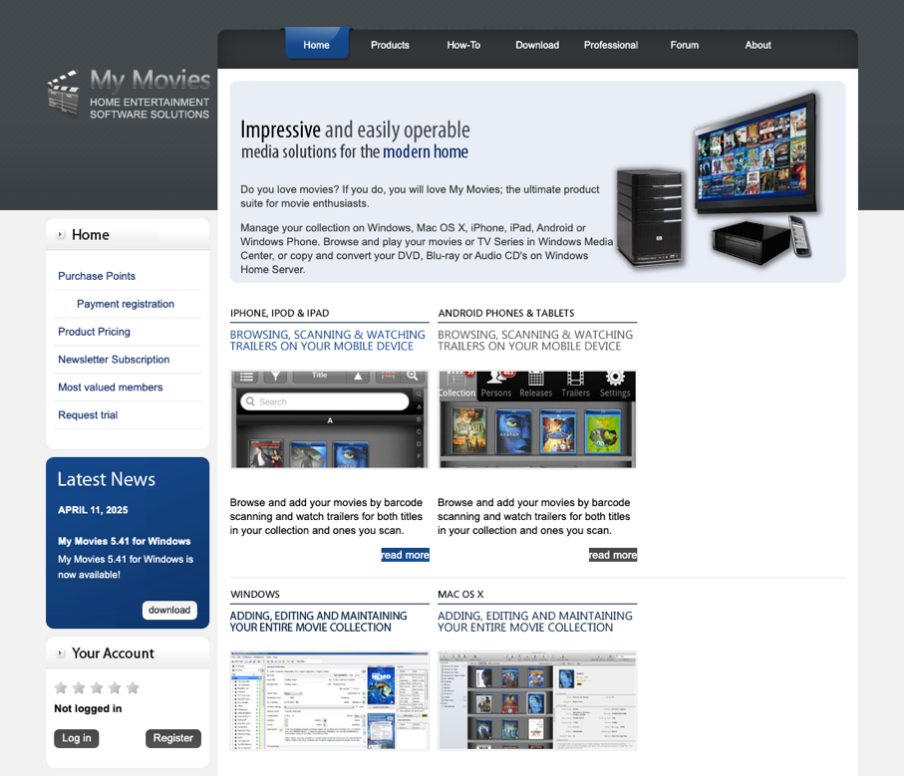 Home
Products
How-To
Download
Professional
Forum
About
My Movies
HOME ENTERTAINMENT
SOFTWARE SOLUTIONS
Impressive and easily operable
media solutions for the modern home
Do you love movies? If you do, you will love My Movies; the ultimate product
suite for movie enthusiasts.
Manage your collection on Windows, Mac OS X, iPhone, iPad, Android or
Windows Phone. Browse and play your movies or TV Series in Windows Media
Center, or copy and convert your DVD, Blu-ray or Audio CD's on Windows
Home Server.
Home
Purchase Points
Payment registration
Product Pricing
Newsletter Subscription
Most valued members
Request trial
Latest News
APRIL 11, 2025
My Movies 5.41 for Windows
My Movies 5.41 for Windows is
now available!
download
Your Account
Not logged in
Log in
Register
IPHONE, IPOD & IPAD
BROWSING, SCANNING & WATCHING
TRAILERS ON YOUR MOBILE DEVICE
Title
Search
A
Browse and add your movies by barcode
scanning and watch trailers for both titles
in your collection and ones you scan.
read more
ANDROID PHONES & TABLETS
BROWSING, SCANNING & WATCHING
TRAILERS ON YOUR MOBILE DEVICE
Collection
Persons
Releases
Trailers
Settings
AVATAR
Browse and add your movies by barcode
scanning and watch trailers for both titles
in your collection and ones you scan.
read more
WINDOWS
ADDING, EDITING AND MAINTAINING
YOUR ENTIRE MOVIE COLLECTION
NEMO
MAC OS X
ADDING, EDITING AND MAINTAINING
YOUR ENTIRE MOVIE COLLECTION